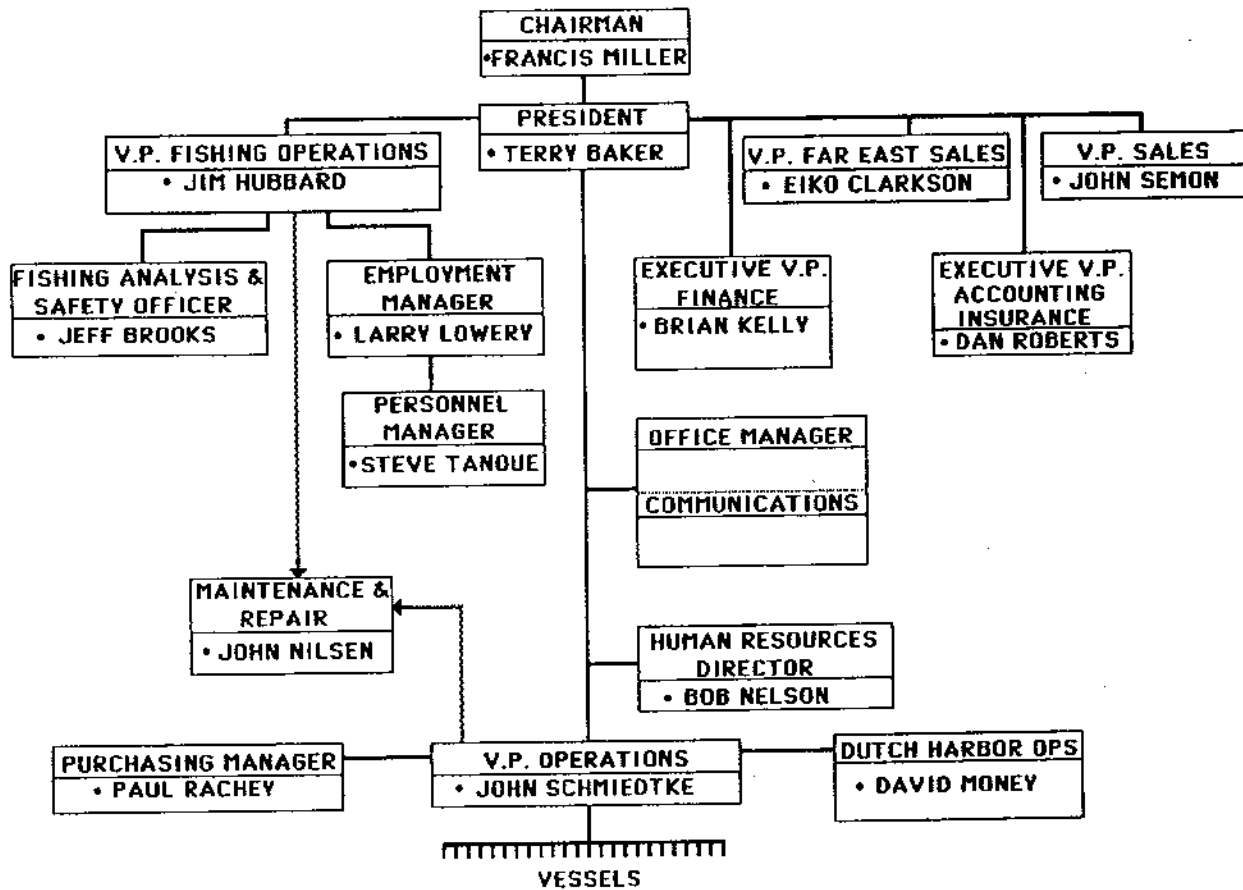 CHAIRMAN
•FRANCIS MILLER
PRESIDENT
• TERRY BAKER
V.P. FISHING OPERATIONS
• JIM HUBBARD
V.P. FAR EAST SALES
• EIKO CLARKSON
V.P. SALES
• JOHN SEMON
FISHING ANALYSIS &
SAFETY OFFICER
• JEFF BROOKS
EMPLOYMENT
MANAGER
• LARRY LOWERY
EXECUTIVE V.P.
FINANCE
• BRIAN KELLY
EXECUTIVE V.P.
ACCOUNTING
INSURANCE
• DAN ROBERTS
PERSONNEL
MANAGER
• STEVE TANOUE
OFFICE MANAGER
COMMUNICATIONS
MAINTENANCE &
REPAIR
• JOHN NILSEN
HUMAN RESOURCES
DIRECTOR
• BOB NELSON
PURCHASING MANAGER
• PAUL RACHEY
V.P. OPERATIONS
• JOHN SCHMIEDTKE
DUTCH HARBOR OPS
• DAVID MONEY
VESSELS